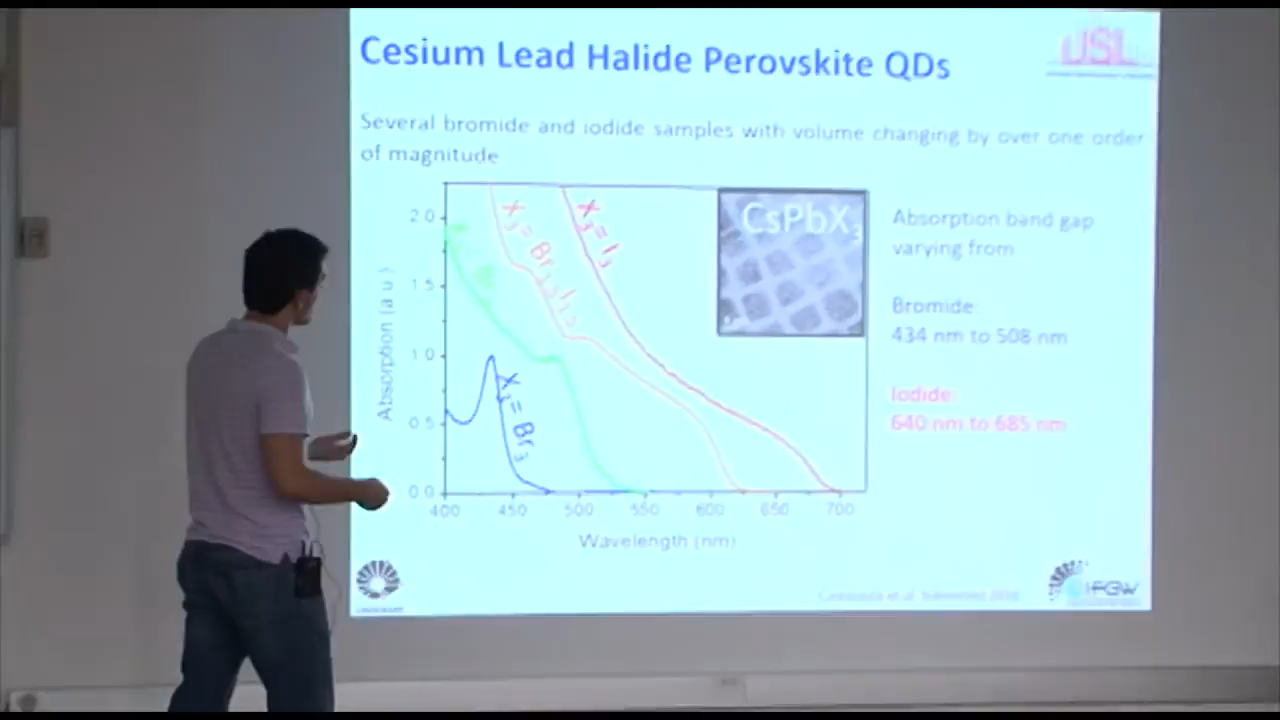 Cesium Lead Halide Perovskite QDs
USL
Several bromide and iodide samples with volume changing by over one order
of magnitude
CsPbX3
X3=Br1.5I1.5
X3=I3
X3=Br3
Absorption band gap
varying from
Bromide:
434 nm to 508 nm
Iodide:
640 nm to 685 nm
Absorption (a u )
2 0
1 5
1 0
0 5
0 0
400 450 500 550 600 650 700
Wavelength (nm)
IFGW